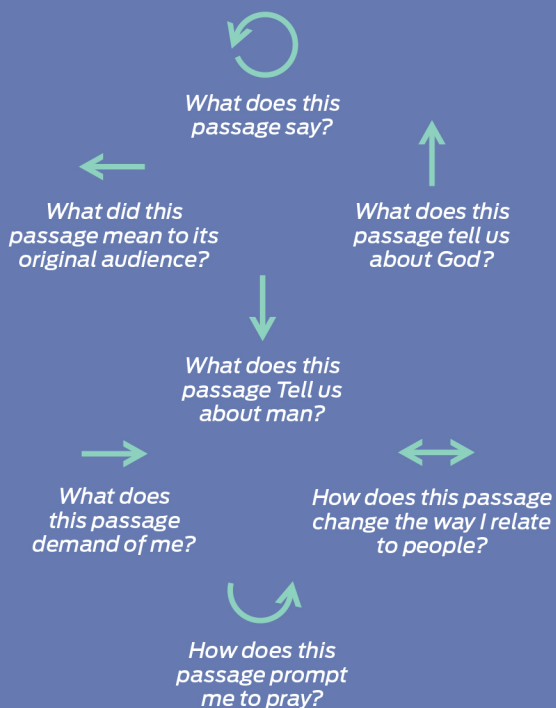 What does this
passage say?
What did this
passage mean to its
original audience?
What does this
passage tell us
about God?
What does this
passage Tell us
about man?
What does
this passage
demand of me?
How does this passage
change the way I relate
to people?
How does this
passage prompt
me to pray?